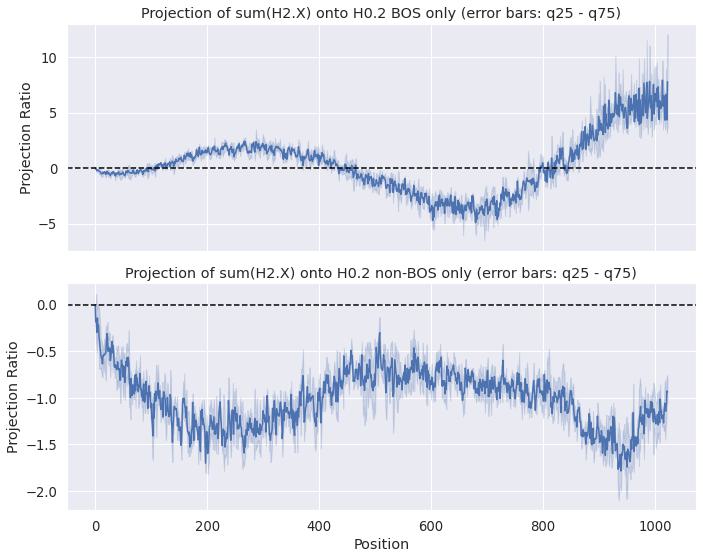 Projection of sum(H2.X) onto H0.2 BOS only (error bars: q25 - q75)
Projection Ratio
10
5
0
−5
Projection of sum(H2.X) onto H0.2 non-BOS only (error bars: q25 - q75)
Projection Ratio
0.0
−0.5
−1.0
−1.5
−2.0
0 200 400 600 800 1000
Position